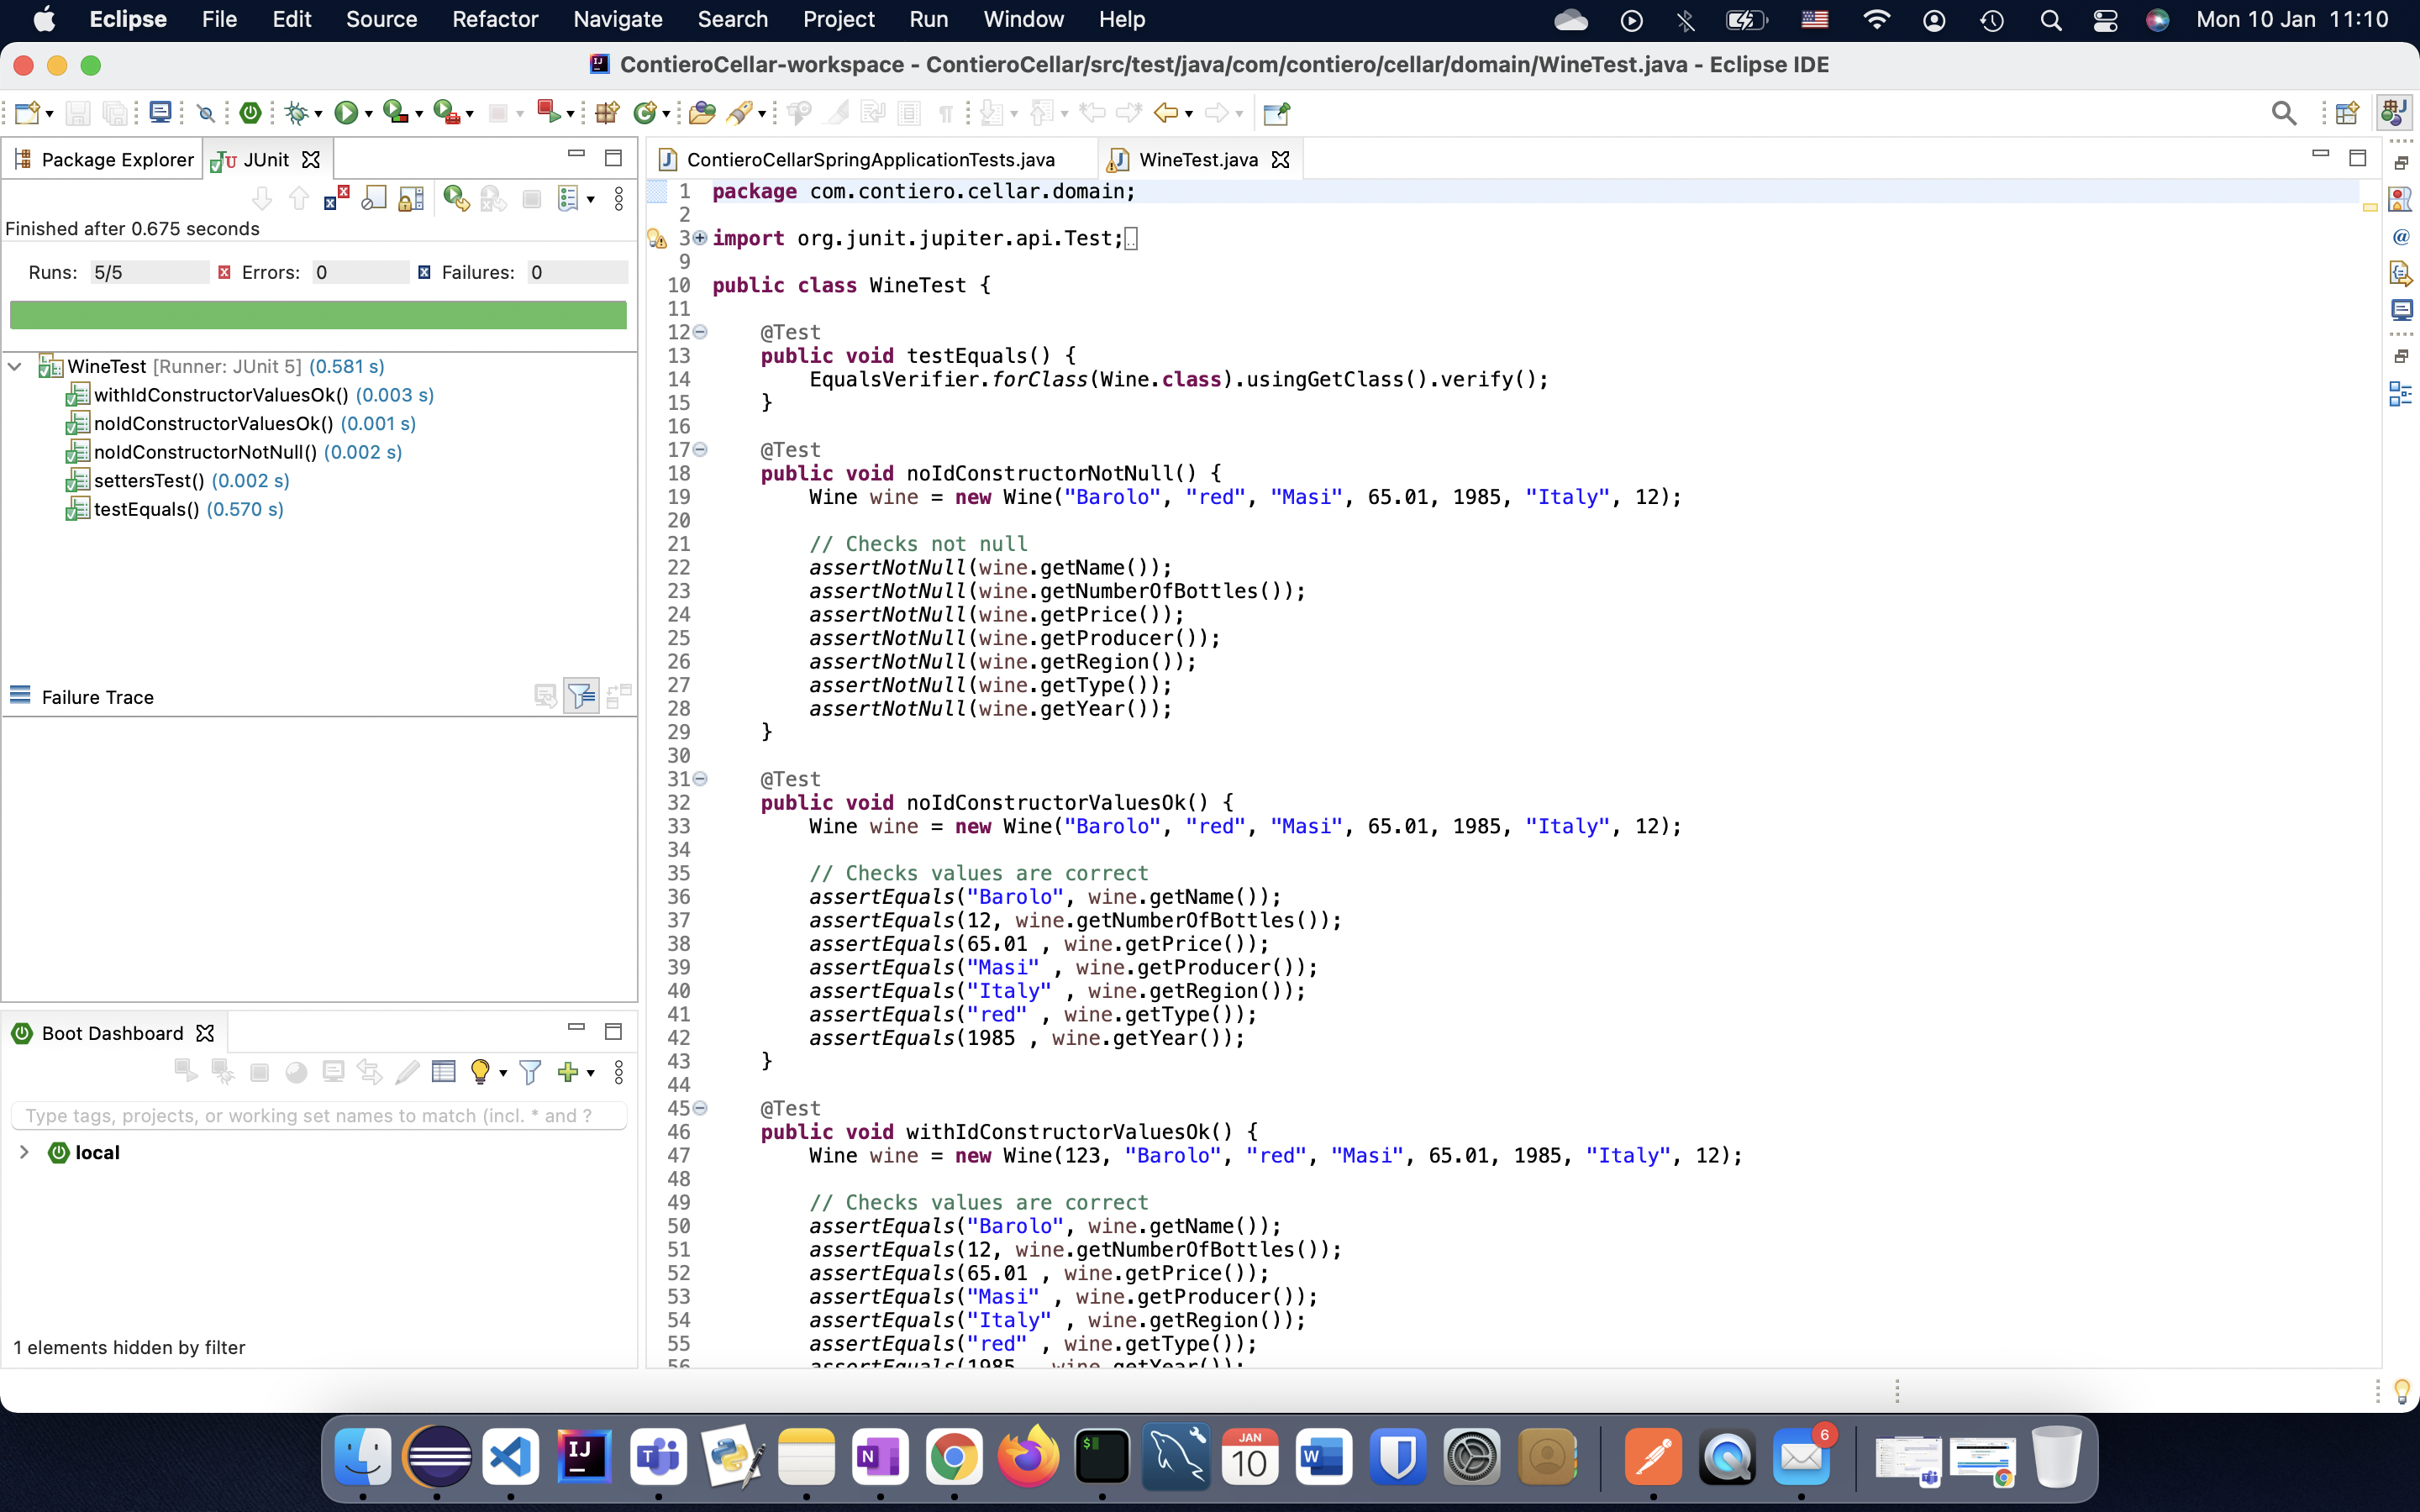 Eclipse File Edit Source Refactor Navigate Search Project Run Window Help Mon 10 Jan 11:10
ContieroCellar-workspace - ContieroCellar/src/test/java/com/contiero/cellar/domain/WineTest.java - Eclipse IDE
Package Explorer JUnit
Finished after 0.675 seconds
Runs: 5/5 Errors: 0 Failures: 0
WineTest [Runner: JUnit 5] (0.581 s)
withIdConstructorValuesOk() (0.003 s)
noIdConstructorValuesOk() (0.001 s)
noIdConstructorNotNull() (0.002 s)
settersTest() (0.002 s)
testEquals() (0.570 s)
Failure Trace
Boot Dashboard
Type tags, projects, or working set names to match (incl. * and ?
local
1 elements hidden by filter
ContieroCellarSpringApplicationTests.java WineTest.java
1 package com.contiero.cellar.domain;
2
3 import org.junit.jupiter.api.Test;
9
10 public class WineTest {
11
12 @Test
13 public void testEquals() {
14 EqualsVerifier.forClass(Wine.class).usingGetClass().verify();
15 }
16
17 @Test
18 public void noIdConstructorNotNull() {
19 Wine wine = new Wine("Barolo", "red", "Masi", 65.01, 1985, "Italy", 12);
20
21 // Checks not null
22 assertNotNull(wine.getName());
23 assertNotNull(wine.getNumberOfBottles());
24 assertNotNull(wine.getPrice());
25 assertNotNull(wine.getProducer());
26 assertNotNull(wine.getRegion());
27 assertNotNull(wine.getType());
28 assertNotNull(wine.getYear());
29 }
30
31 @Test
32 public void noIdConstructorValuesOk() {
33 Wine wine = new Wine("Barolo", "red", "Masi", 65.01, 1985, "Italy", 12);
34
35 // Checks values are correct
36 assertEquals("Barolo", wine.getName());
37 assertEquals(12, wine.getNumberOfBottles());
38 assertEquals(65.01 , wine.getPrice());
39 assertEquals("Masi" , wine.getProducer());
40 assertEquals("Italy" , wine.getRegion());
41 assertEquals("red" , wine.getType());
42 assertEquals(1985 , wine.getYear());
43 }
44
45 @Test
46 public void withIdConstructorValuesOk() {
47 Wine wine = new Wine(123, "Barolo", "red", "Masi", 65.01, 1985, "Italy", 12);
48
49 // Checks values are correct
50 assertEquals("Barolo", wine.getName());
51 assertEquals(12, wine.getNumberOfBottles());
52 assertEquals(65.01 , wine.getPrice());
53 assertEquals("Masi" , wine.getProducer());
54 assertEquals("Italy" , wine.getRegion());
55 assertEquals("red" , wine.getType());
56 assertEquals(1985 , wine.getYear());
JAN
10
6